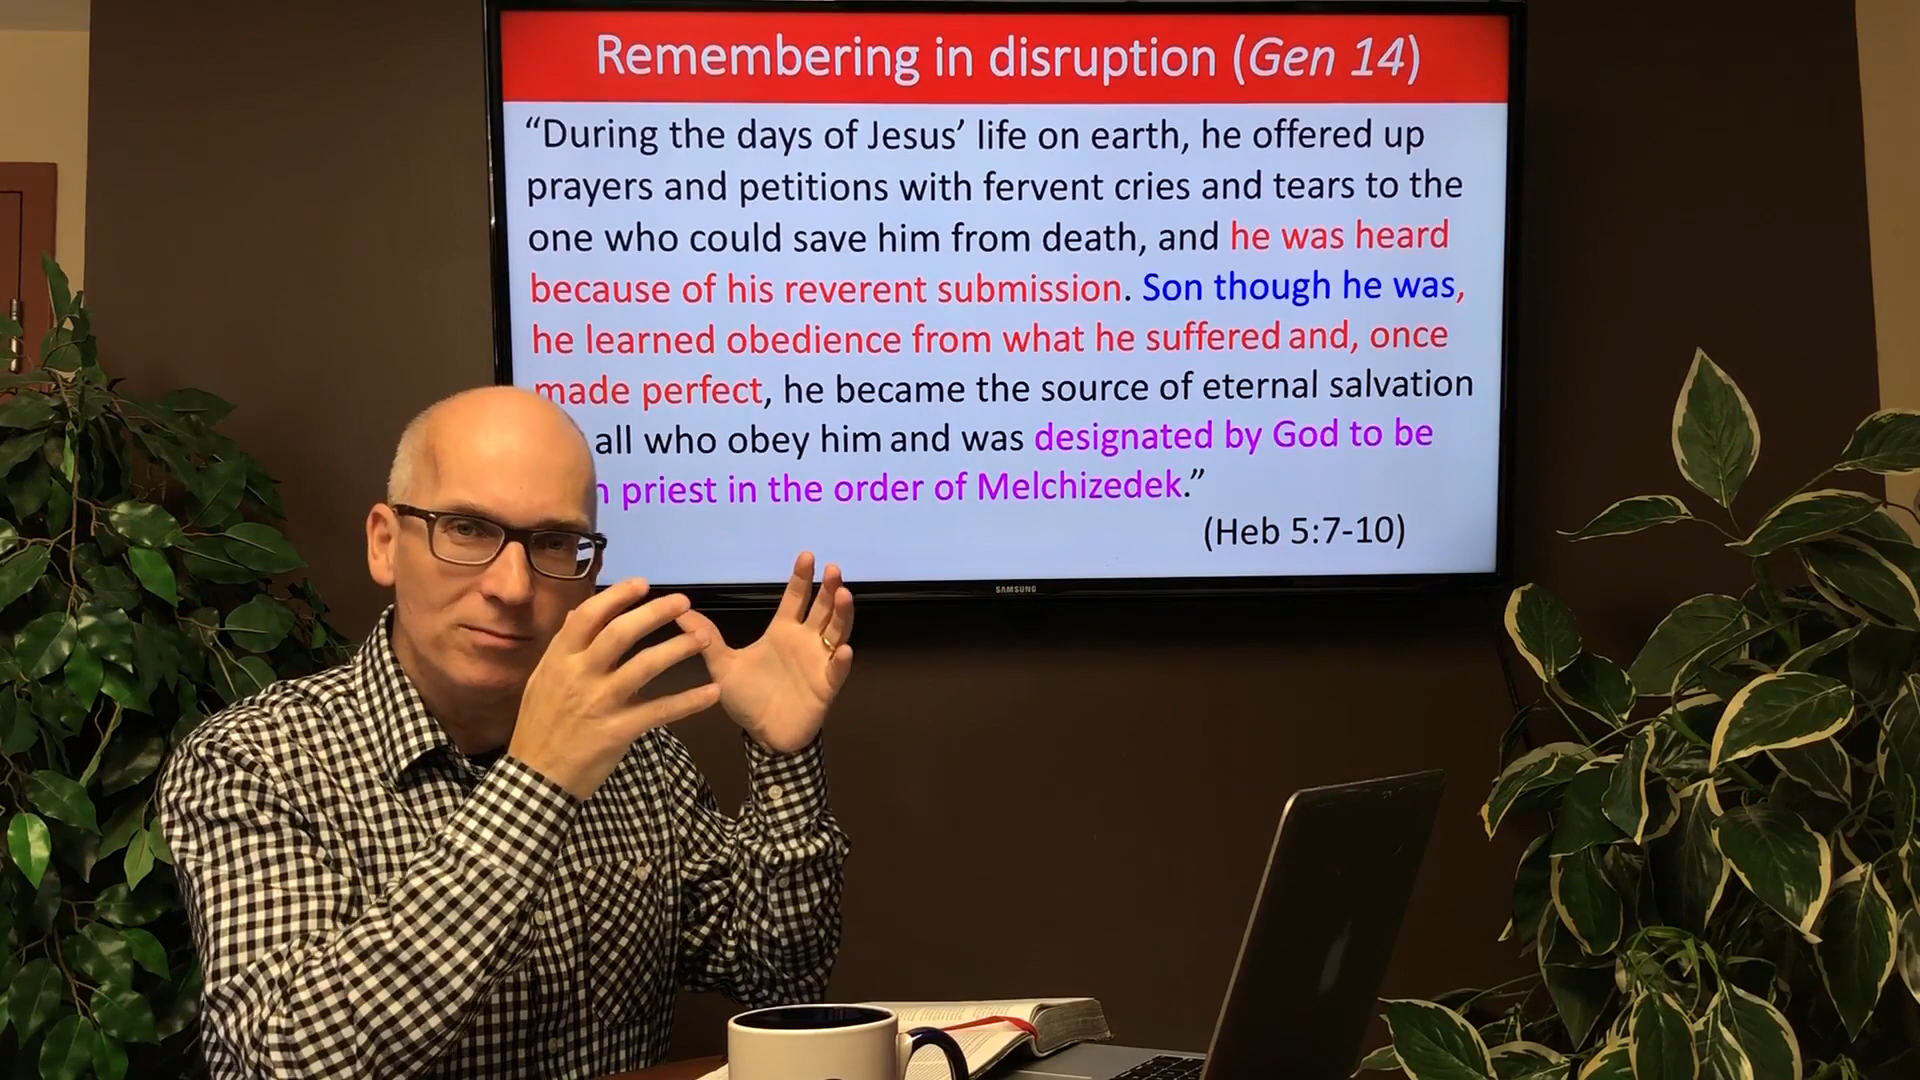 Remembering in disruption (Gen 14)
“During the days of Jesus’ life on earth, he offered up
prayers and petitions with fervent cries and tears to the
one who could save him from death, and he was heard
because of his reverent submission. Son though he was,
he learned obedience from what he suffered and, once
made perfect, he became the source of eternal salvation
all who obey him and was designated by God to be
priest in the order of Melchizedek.”
(Heb 5:7-10)
SAMSUNG